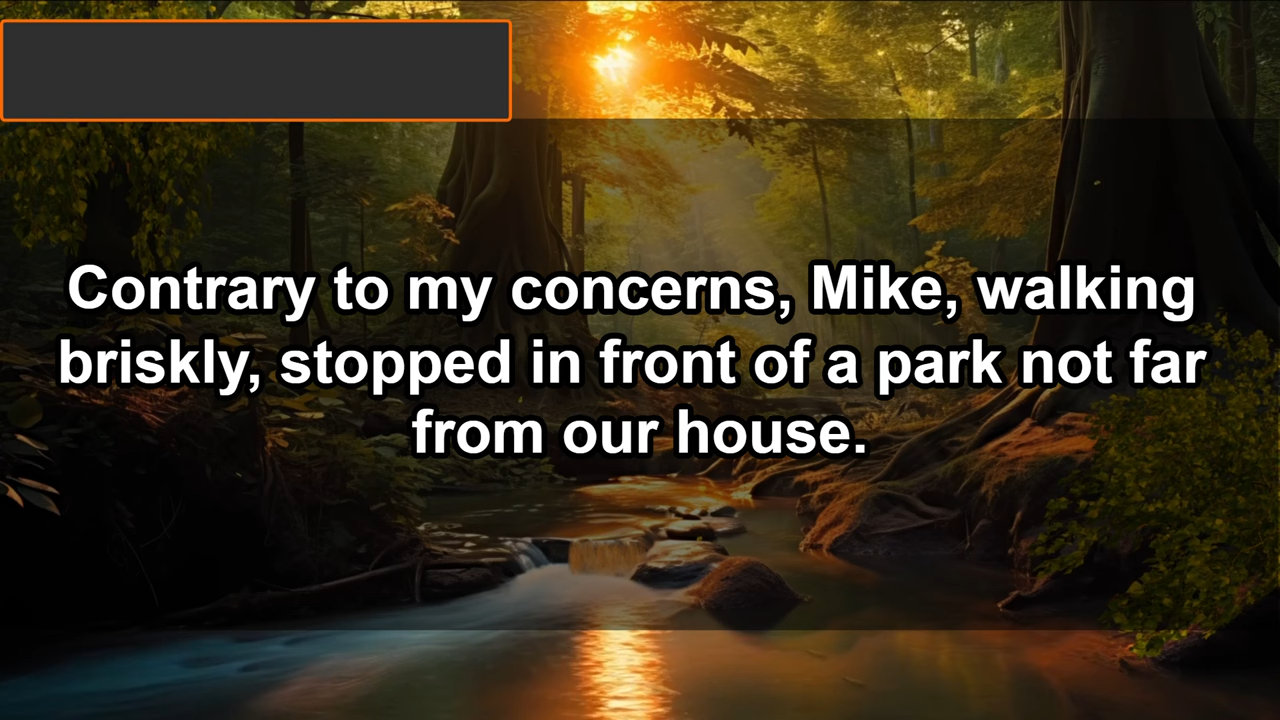 Contrary to my concerns, Mike, walking
briskly, stopped in front of a park not far
from our house.